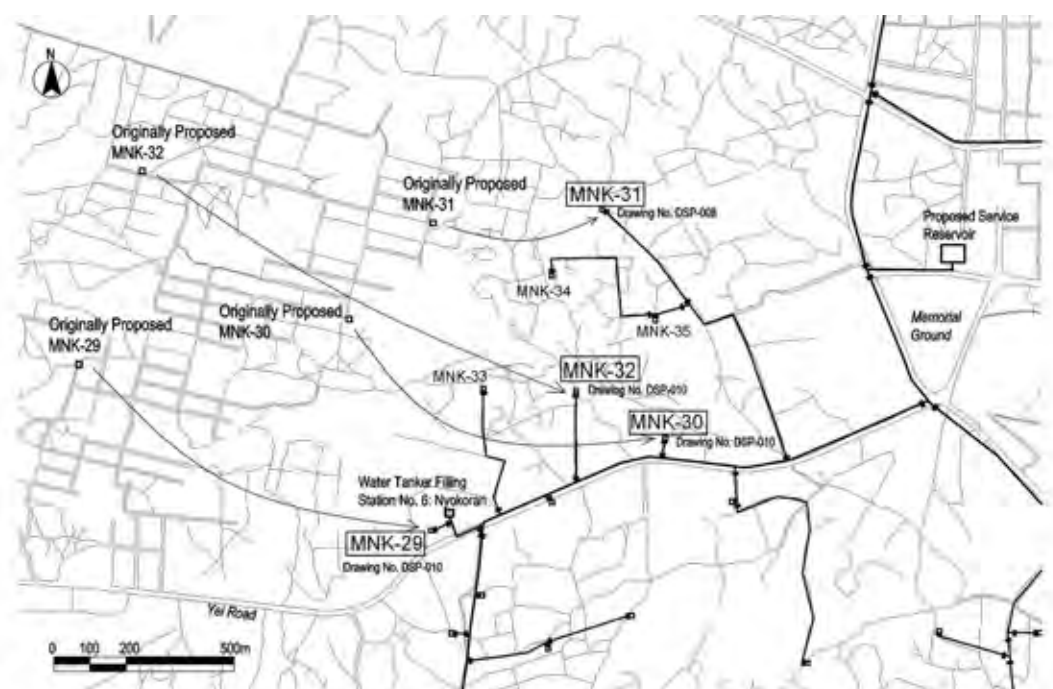 N
Originally Proposed
MNK-32
Originally Proposed
MNK-31
MNK-31
Drawing No. DSP-008
Proposed Service
Reservoir
MNK-34
Originally Proposed
MNK-30
Originally Proposed
MNK-29
MNK-35
Memorial
Ground
MNK-33
MNK-32
Drawing No. DSP-010
MNK-30
Drawing No. DSP-010
Water Tanker Filling
Station No. 6: Nyokoran
MNK-29
Drawing No. DSP-010
Yei Road
0 100 200 500m